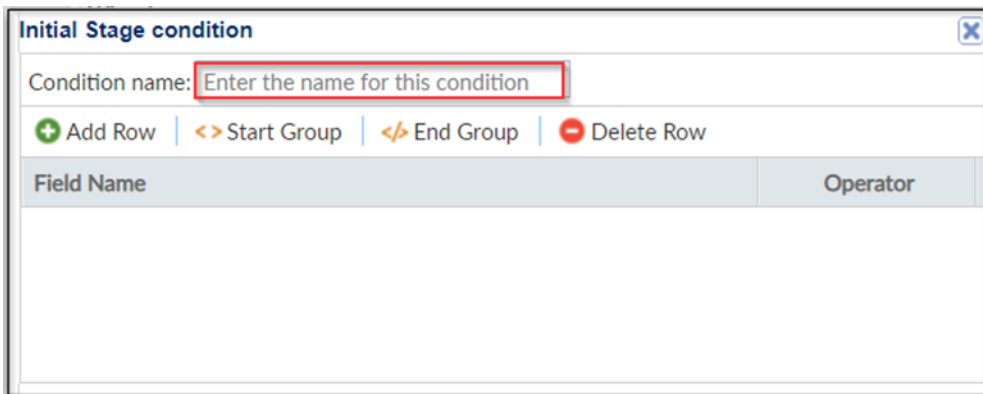 Initial Stage condition
Condition name: Enter the name for this condition
Add Row <> Start Group </> End Group Delete Row
Field Name Operator